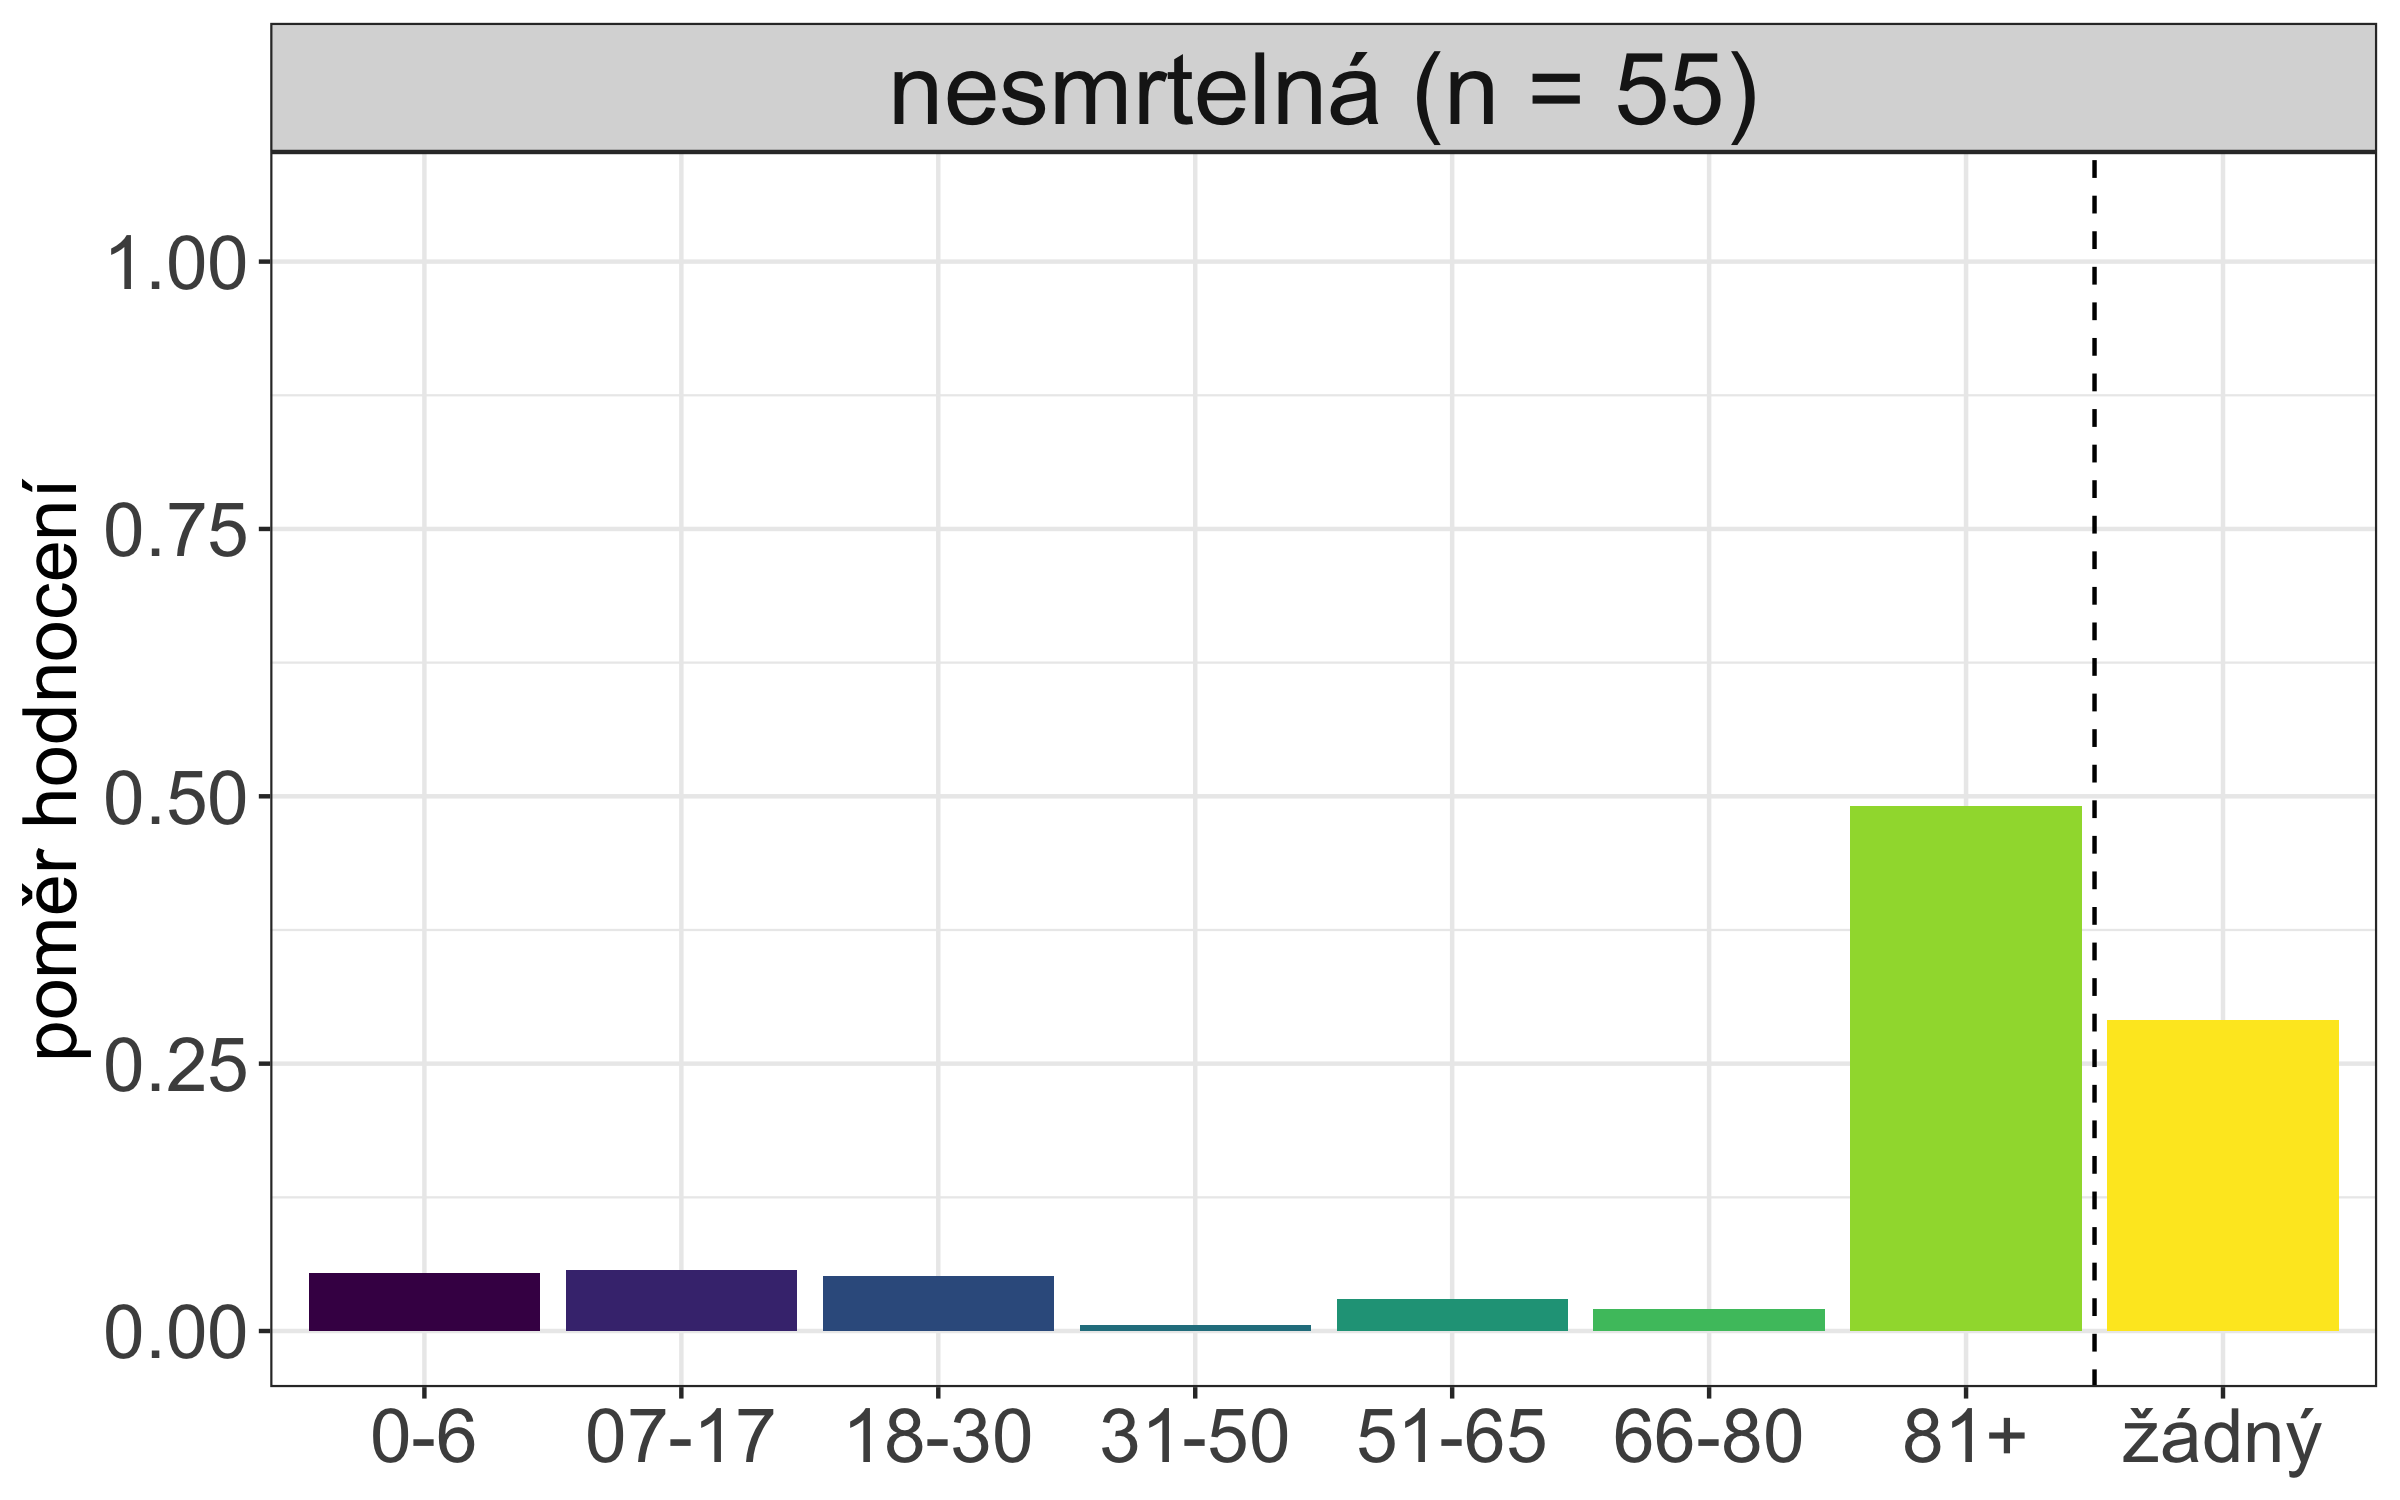 nesmrtelná (n = 55)
poměr hodnocení
1.00
0.75
0.50
0.25
0.00
0-6 07-17 18-30 31-50 51-65 66-80 81+ žádný